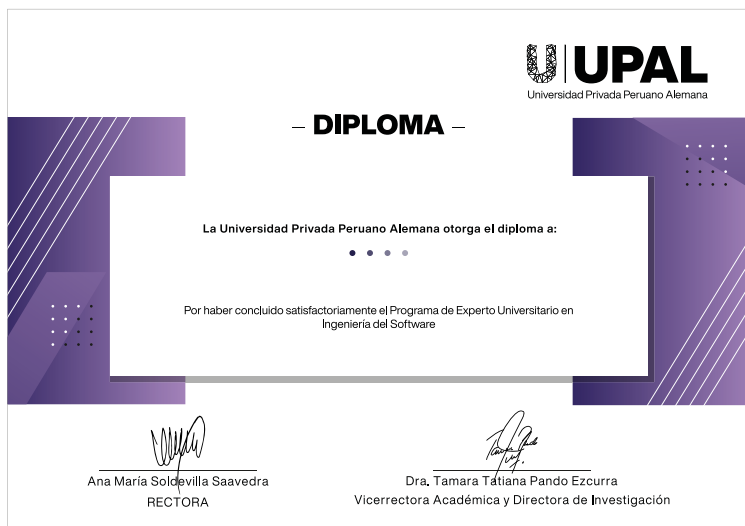 UPAL
Universidad Privada Peruano Alemana
– DIPLOMA –
La Universidad Privada Peruano Alemana otorga el diploma a:
Por haber concluido satisfactoriamente el Programa de Experto Universitario en
Ingeniería del Software
Ana María Soldevilla Saavedra
RECTORA
Dra. Tamara Tatiana Pando Ezcurra
Vicerrectora Académica y Directora de Investigación